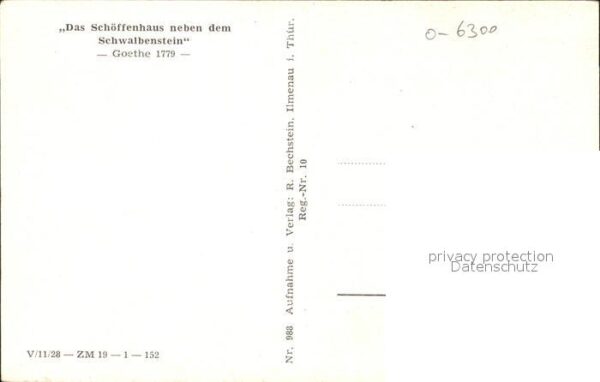 „Das Schöffenhaus neben dem
Schwalbenstein“
— Goethe 1779 —
V/11/28 — ZM 19 — 1 — 152
Nr. 988 Aufnahme u. Verlag: R. Bechstein, Ilmenau i. Thür.
Reg.-Nr. 10
O-6300
privacy protection
Datenschutz